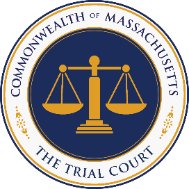 COMMONWEALTH OF MASSACHUSETTS
THE TRIAL COURT